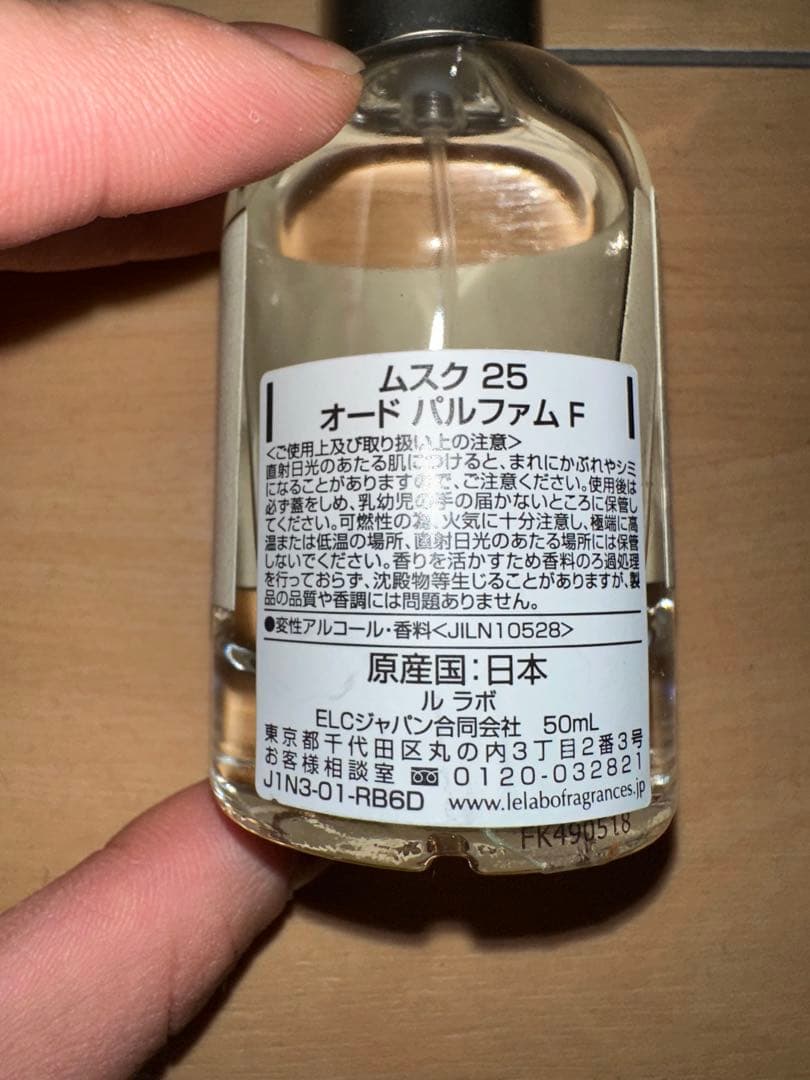 ムスク 25
オード パルファム F
<ご使用上及び取り扱い上の注意>
直射日光のあたる肌につけると、まれにかぶれやシミ
になることがありますので、ご注意ください。使用後は
必ず蓋をしめ、乳幼児の手の届かないところに保管し
てください。可燃性の為、火気に十分注意し、極端に高
温または低温の場所、直射日光のあたる場所には保管
しないでください。香りを活かすため香料のろ過処理
を行っておらず、沈殿物等生じることがありますが、製
品の品質や香調には問題ありません。
●変性アルコール・香料<JILN10528>
原産国:日本
ル ラボ
ELCジャパン合同会社 50mL
東京都千代田区丸の内3丁目2番3号
お客様相談室 0120-032821
J1N3-01-RB6D www.lelabofragrances.jp
FK490518